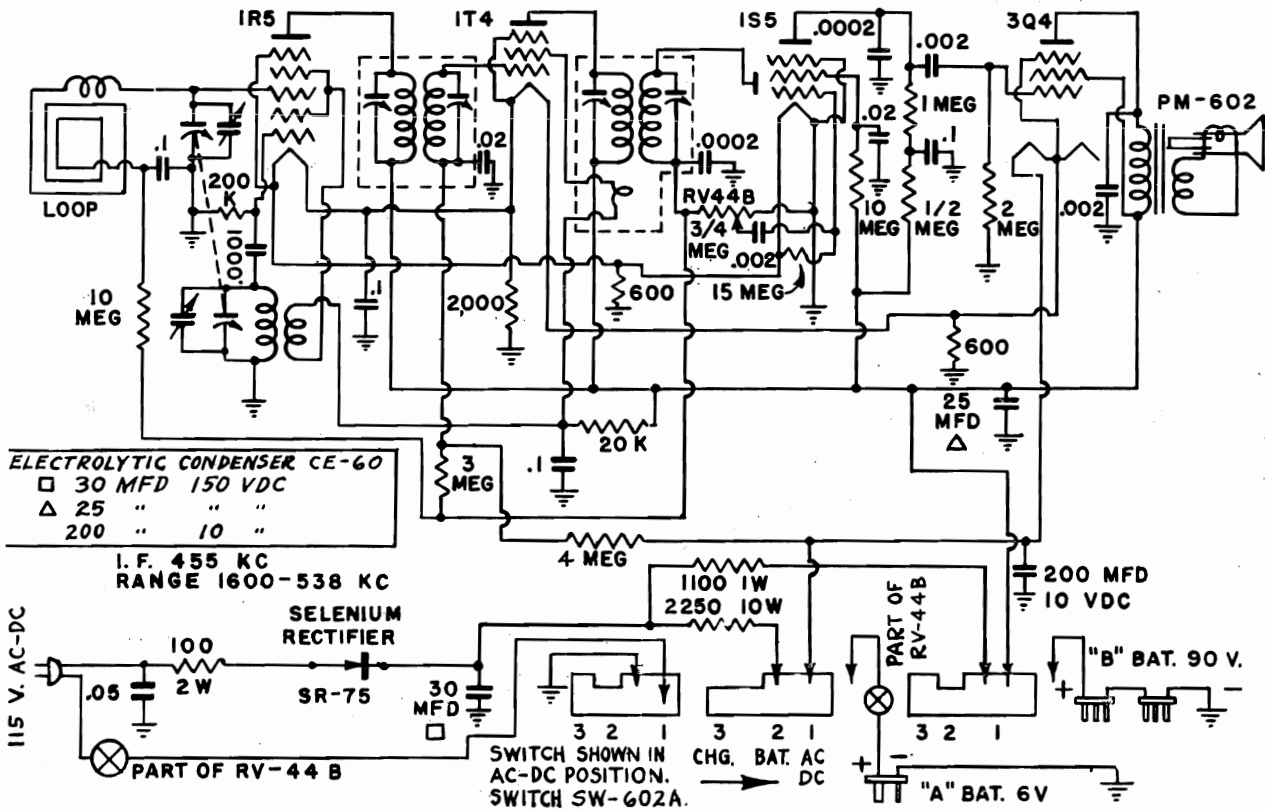 1R5
1T4
1S5
.0002
.002
3Q4
PM-602
LOOP
.1
200
K
.02
.0002
.02
1 MEG
.1
.0001
RV44B
3/4
MEG
.002
15 MEG
10
MEG
1/2
MEG
2
MEG
.002
10
MEG
.1
2,000
600
600
25
MFD
△
20 K
.1
3
MEG
4 MEG
ELECTROLYTIC CONDENSER CE-60
□ 30 MFD 150 VDC
△ 25 " " "
200 " 10 "
I.F. 455 KC
RANGE 1600-538 KC
1100 1W
2250 10W
200 MFD
10 VDC
115 V. AC-DC
.05
100
2 W
SELENIUM
RECTIFIER
SR-75
30
MFD
□
PART OF RV-44 B
3 2 1
SWITCH SHOWN IN
AC-DC POSITION.
SWITCH SW-602A.
3 2 1
CHG. BAT. AC
DC
PART OF
RV-44B
3 2 1
"B" BAT. 90 V.
+ -
+ -
"A" BAT. 6V